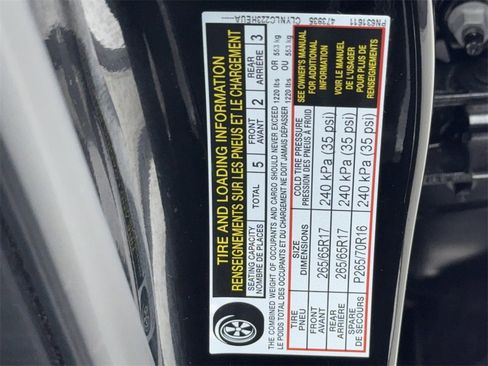 TIRE AND LOADING INFORMATION
RENSEIGNEMENTS SUR LES PNEUS ET LE CHARGEMENT
SEATING CAPACITY TOTAL 5 FRONT 2 REAR 3
NOMBRE DE PLACES AVANT ARRIÈRE
THE COMBINED WEIGHT OF OCCUPANTS AND CARGO SHOULD NEVER EXCEED 1220 lbs OR 553 kg
LE POIDS TOTAL DES OCCUPANTS ET DU CHARGEMENT NE DOIT JAMAIS DÉPASSER 1220 lbs OU 553 kg
TIRE SIZE COLD TIRE PRESSURE
PNEU DIMENSIONS PRESSION DES PNEUS À FROID
FRONT 265/65R17 240 kPa (35 psi)
AVANT
REAR 265/65R17 240 kPa (35 psi)
ARRIÈRE
SPARE P265/70R16 240 kPa (35 psi)
DE SECOURS
SEE OWNER'S MANUAL
FOR ADDITIONAL
INFORMATION
VOIR LE MANUEL
DE L'USAGER
POUR PLUS DE
RENSEIGNEMENTS
473935 PN631611